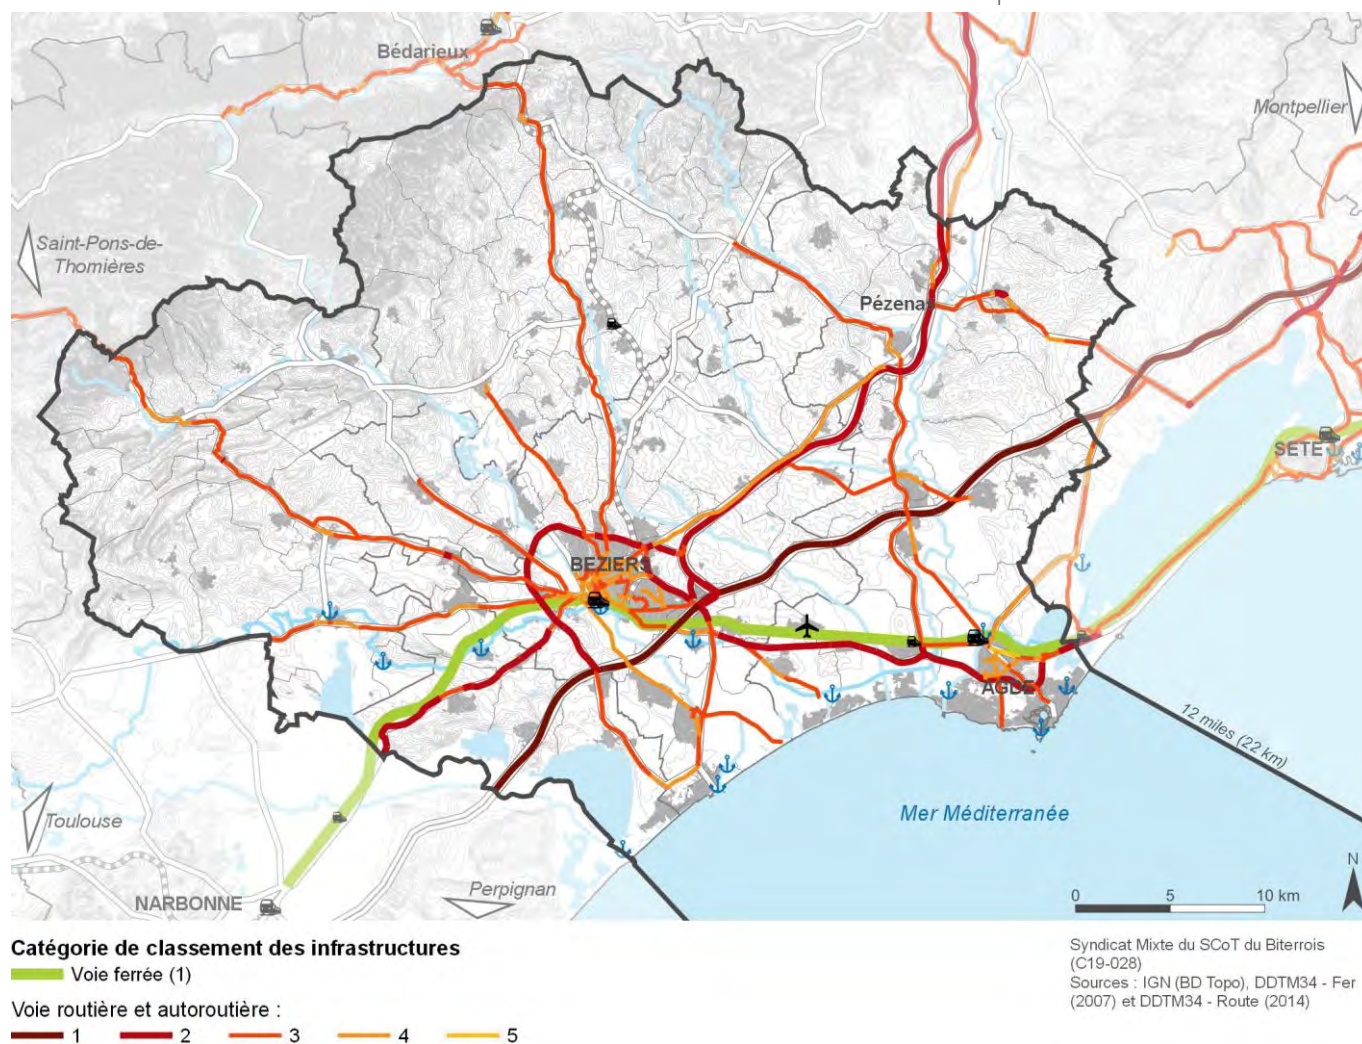 Bédarieux
Montpellier
Saint-Pons-de-
Thomières
Pézenas
SETE
BEZIERS
AGDE
12 miles (22 km)
Toulouse
Mer Méditerranée
Perpignan
NARBONNE
N
0 5 10 km
Catégorie de classement des infrastructures
Voie ferrée (1)
Voie routière et autoroutière :
1 2 3 4 5
Syndicat Mixte du SCoT du Biterrois
(C19-028)
Sources : IGN (BD Topo), DDTM34 - Fer
(2007) et DDTM34 - Route (2014)